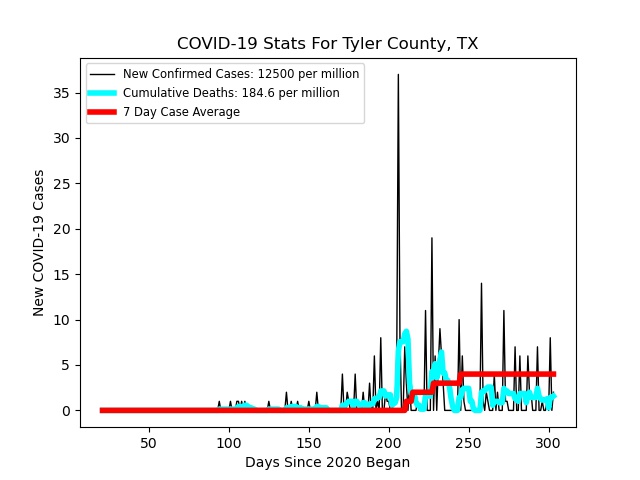 COVID-19 Stats For Tyler County, TX
New Confirmed Cases: 12500 per million
Cumulative Deaths: 184.6 per million
7 Day Case Average
New COVID-19 Cases
35
30
25
20
15
10
5
0
50 100 150 200 250 300
Days Since 2020 Began